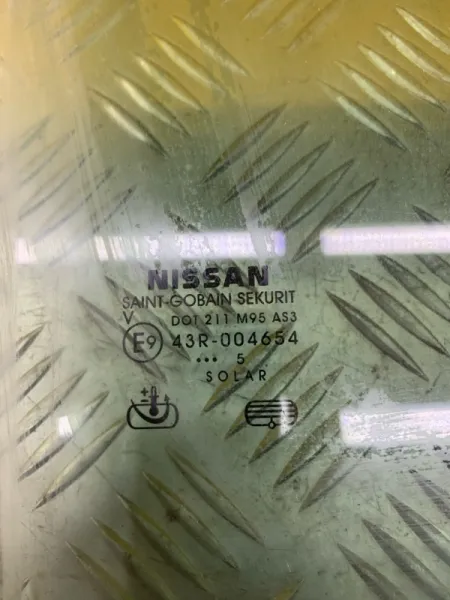 NISSAN
SAINT-GOBAIN SEKURIT
V DOT 211 M95 AS3
E9 43R-004654
••• 5
SOLAR